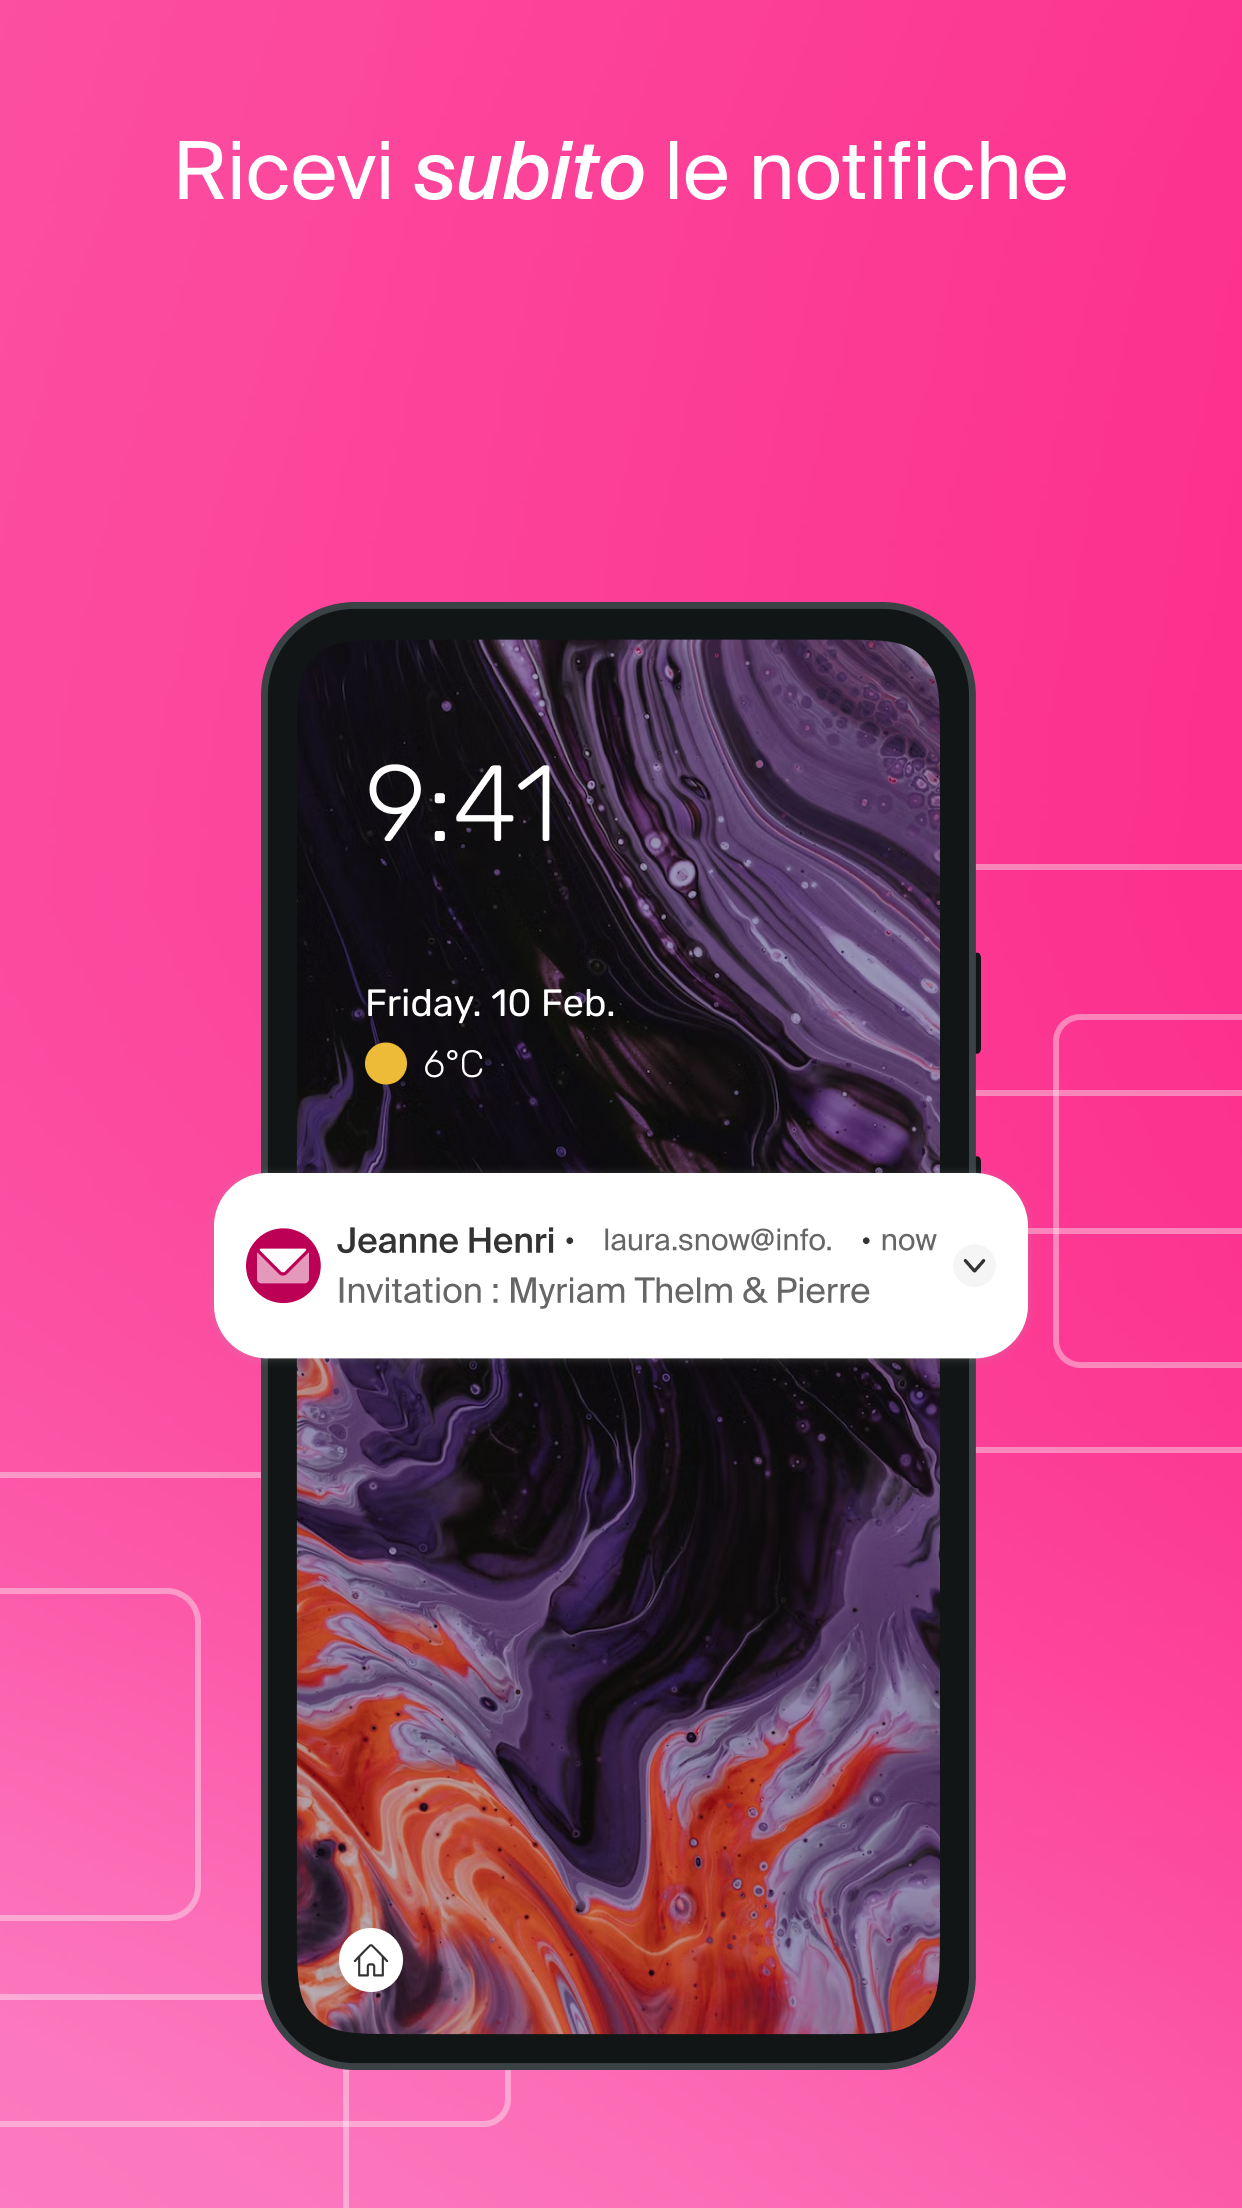 Ricevi subito le notifiche
9:41
Friday. 10 Feb.
6°C
Jeanne Henri • laura.snow@info. • now
Invitation : Myriam Thelm & Pierre